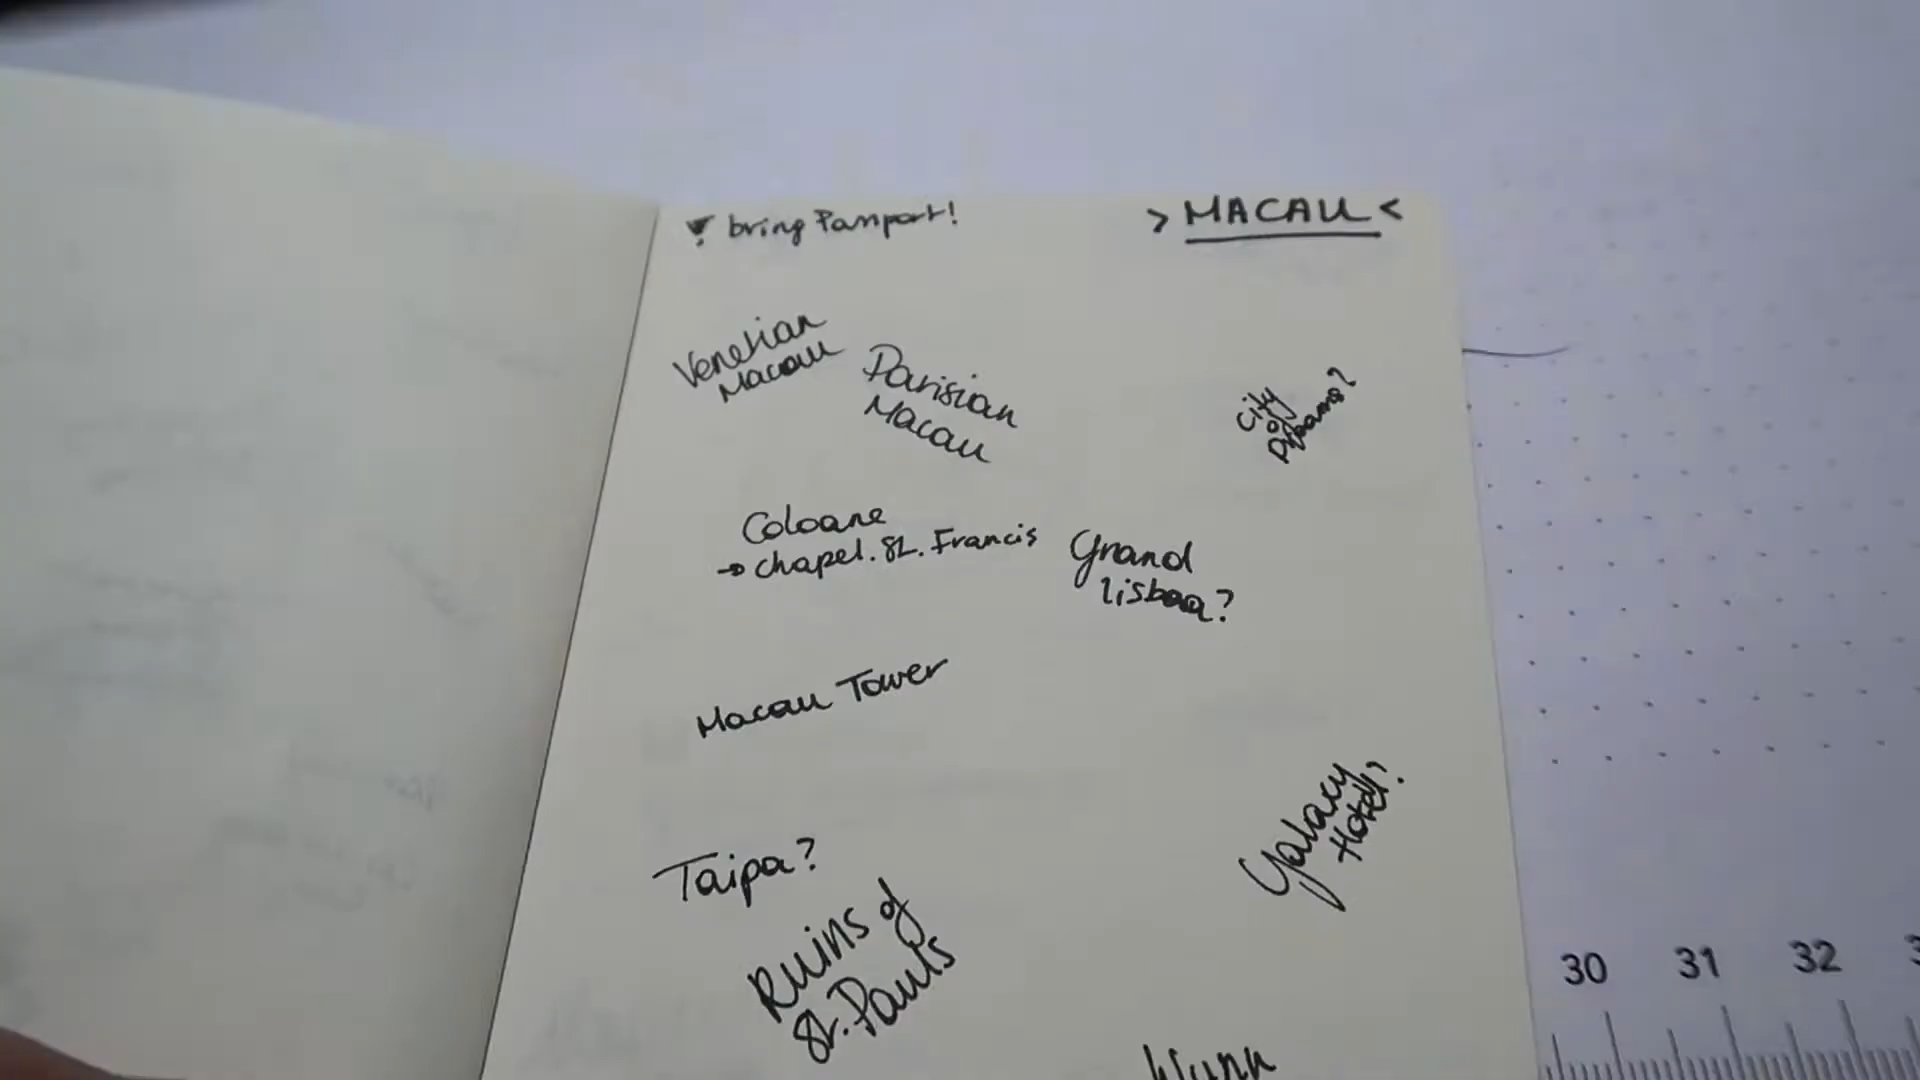 bring Passport!
> MACAU <
Venetian
Macau
Parisian
Macau
City
of
Dreams?
Coloane
→ chapel. St. Francis
Grand
lisboa?
Macau Tower
Taipa?
Galaxy
Hotel?
Ruins of
St. Pauls
Wynn
30 31 32